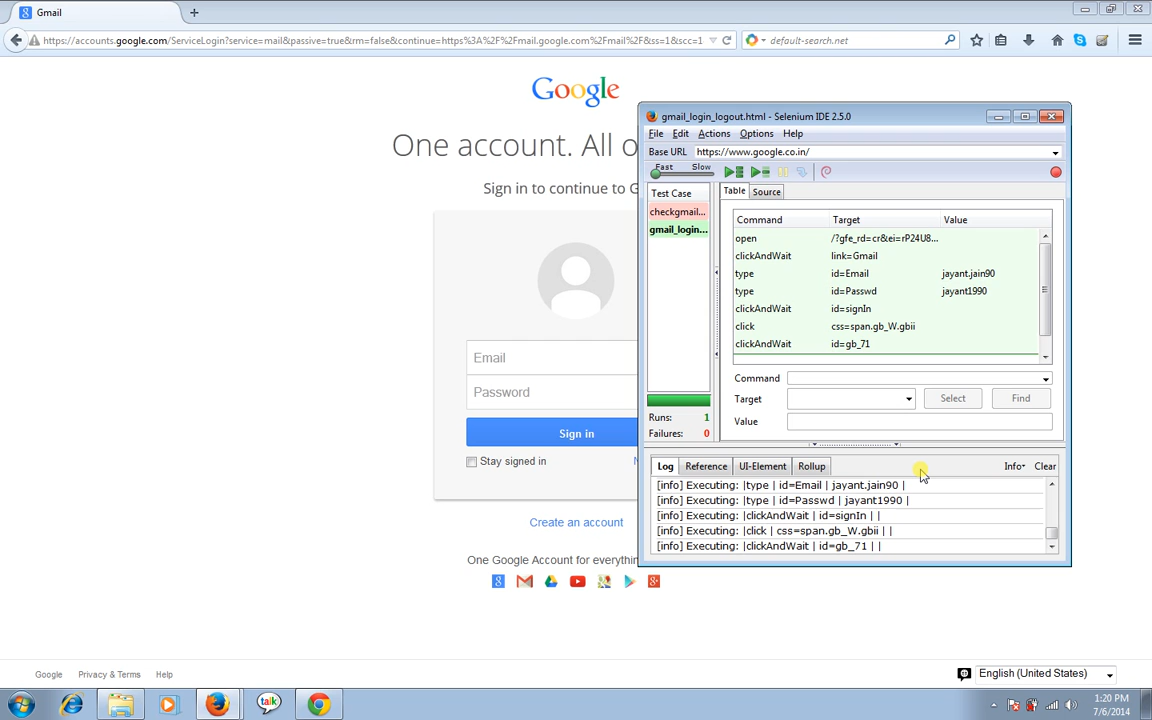 Gmail
https://accounts.google.com/ServiceLogin?service=mail&passive=true&rm=false&continue=https%3A%2F%2Fmail.google.com%2Fmail%2F&ss=1&scc=1
default-search.net
Google
One account. All o
Sign in to continue to G
Email
Password
Sign in
Stay signed in
N
Create an account
One Google Account for everythin
Google
Privacy & Terms
Help
English (United States)
gmail_login_logout.html - Selenium IDE 2.5.0
File Edit Actions Options Help
Base URL https://www.google.co.in/
Fast Slow
Test Case
checkgmail...
gmail_login...
Runs: 1
Failures: 0
Table Source
Command Target Value
open /?gfe_rd=cr&ei=rP24U8...
clickAndWait link=Gmail
type id=Email jayant.jain90
type id=Passwd jayant1990
clickAndWait id=signIn
click css=span.gb_W.gbii
clickAndWait id=gb_71
Command
Target Select Find
Value
Log Reference UI-Element Rollup Info Clear
[info] Executing: |type | id=Email | jayant.jain90 |
[info] Executing: |type | id=Passwd | jayant1990 |
[info] Executing: |clickAndWait | id=signIn | |
[info] Executing: |click | css=span.gb_W.gbii | |
[info] Executing: |clickAndWait | id=gb_71 | |
talk
1:20 PM
7/6/2014